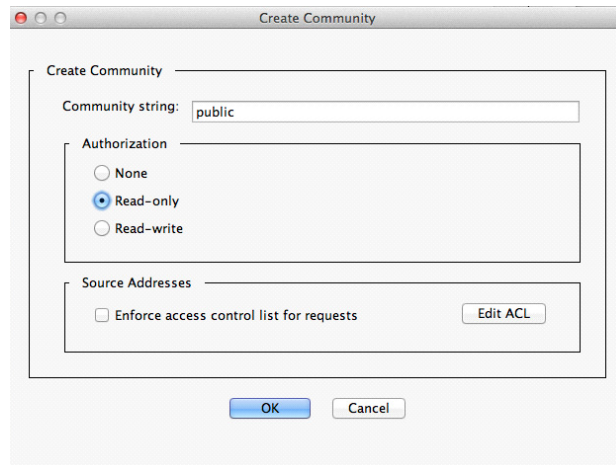 Create Community
Create Community
Community string: public
Authorization
None
Read-only
Read-write
Source Addresses
Enforce access control list for requests Edit ACL
OK Cancel